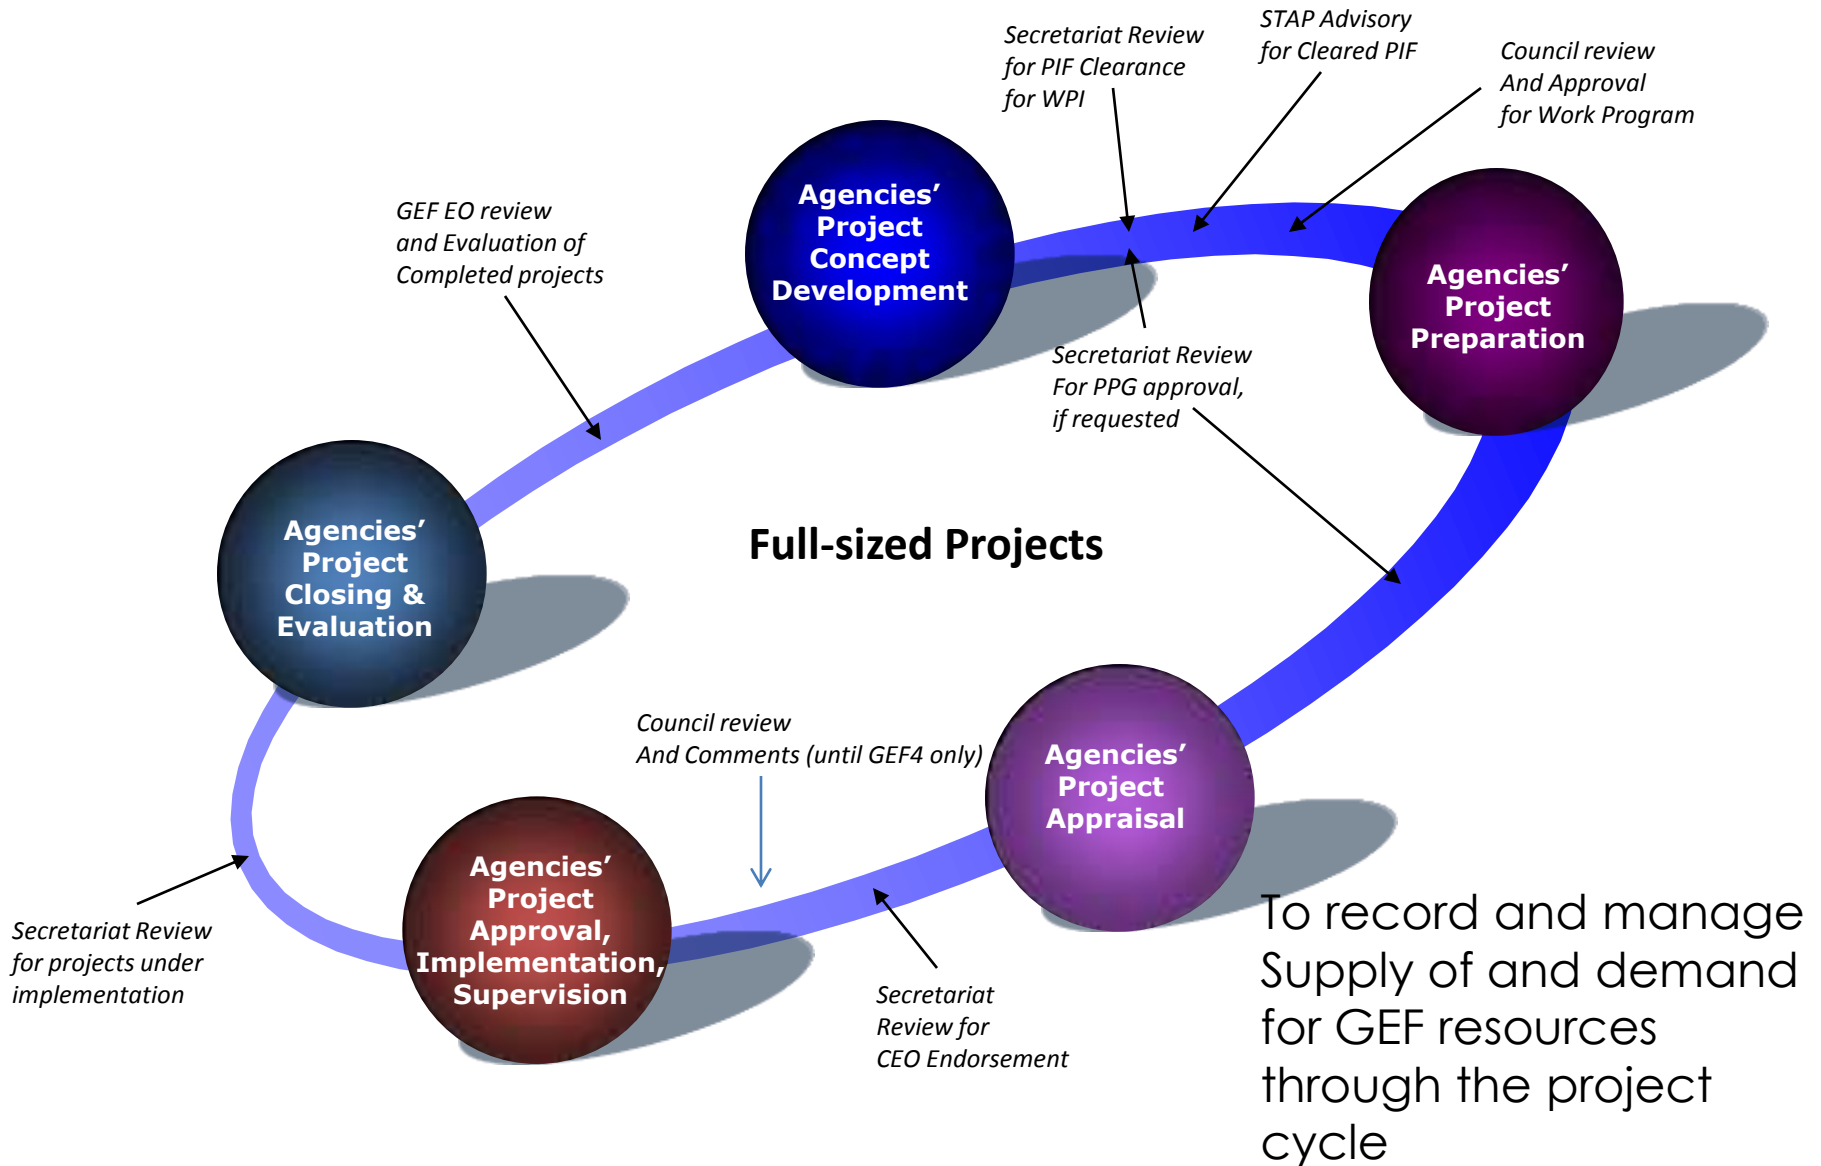 STAP Advisory
for Cleared PIF
Secretariat Review
for PIF Clearance
for WPI
Council review
And Approval
for Work Program
Agencies’
Project
Concept
Development
GEF EO review
and Evaluation of
Completed projects
Agencies’
Project
Preparation
Secretariat Review
For PPG approval,
if requested
Full-sized Projects
Agencies’
Project
Closing &
Evaluation
Council review
And Comments (until GEF4 only)
Agencies’
Project
Appraisal
Agencies’
Project
Approval,
Implementation,
Supervision
Secretariat Review
for projects under
implementation
Secretariat
Review for
CEO Endorsement
To record and manage
Supply of and demand
for GEF resources
through the project
cycle